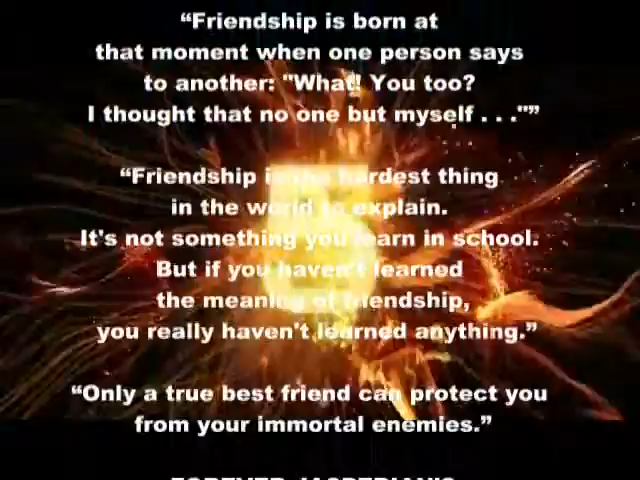 “Friendship is born at
that moment when one person says
to another: "What! You too?
I thought that no one but myself . . ."”
“Friendship is the hardest thing
in the world to explain.
It's not something you learn in school.
But if you haven't learned
the meaning of friendship,
you really haven't learned anything.”
“Only a true best friend can protect you
from your immortal enemies.”
FOREVER JASPERIAN'S